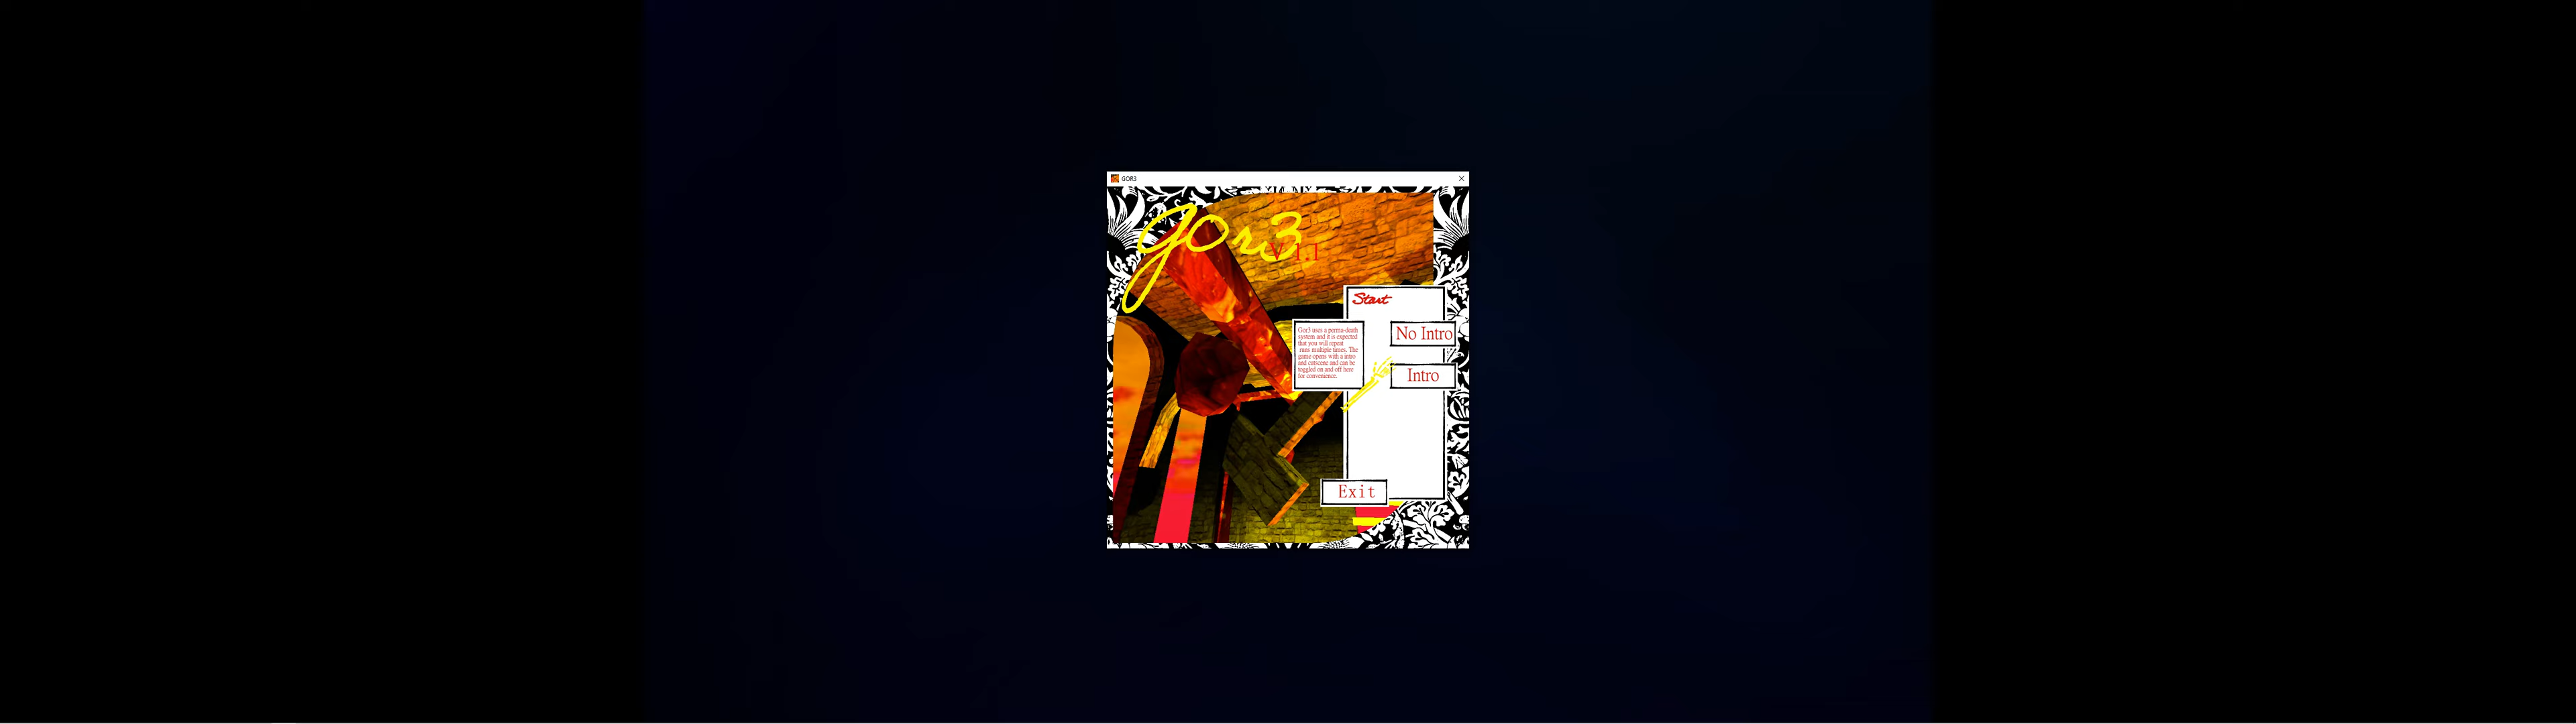 GOR3
gor3
V 1.1
Start
Gor3 uses a perma-death
system and it is expected
that you will repeat
runs multiple times. The
game opens with a intro
and cutscene and can be
toggled on and off here
for convenience.
No Intro
Intro
Exit